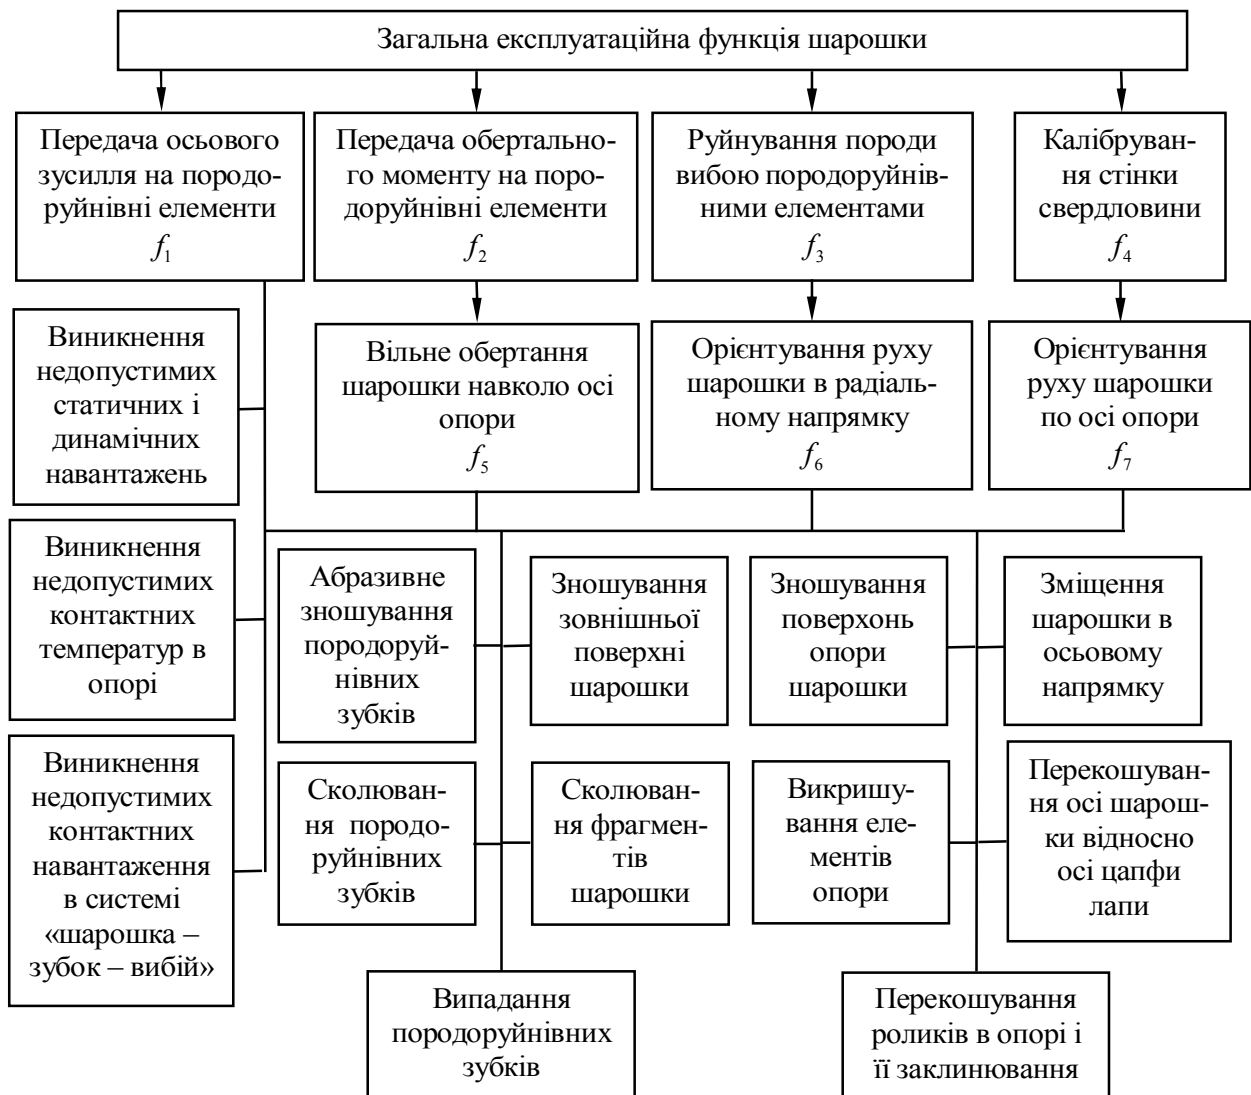 Загальна експлуатаційна функція шарошки
Передача осьового
зусилля на породо-
руйнівні елементи
f1
Передача обертально-
го моменту на поро-
доруйнівні елементи
f2
Руйнування породи
вибою породоруйнів-
ними елементами
f3
Калібруван-
ня стінки
свердловини
f4
Виникнення
недопустимих
статичних і
динамічних
навантажень
Вільне обертання
шарошки навколо осі
опори
f5
Орієнтування руху
шарошки в радіаль-
ному напрямку
f6
Орієнтування
руху шарошки
по осі опори
f7
Виникнення
недопустимих
контактних
температур в
опорі
Абразивне
зношування
породоруй-
нівних
зубків
Зношування
зовнішньої
поверхні
шарошки
Зношування
поверхонь
опори
шарошки
Зміщення
шарошки в
осьовому
напрямку
Виникнення
недопустимих
контактних
навантаження
в системі
«шарошка –
зубок – вибій»
Сколюван-
ня породо-
руйнівних
зубків
Сколюван-
ня фрагмен-
тів
шарошки
Викришу-
вання еле-
ментів
опори
Перекошуван-
ня осі шарош-
ки відносно
осі цапфи
лапи
Випадання
породоруйнівних
зубків
Перекошування
роликів в опорі і
її заклинювання